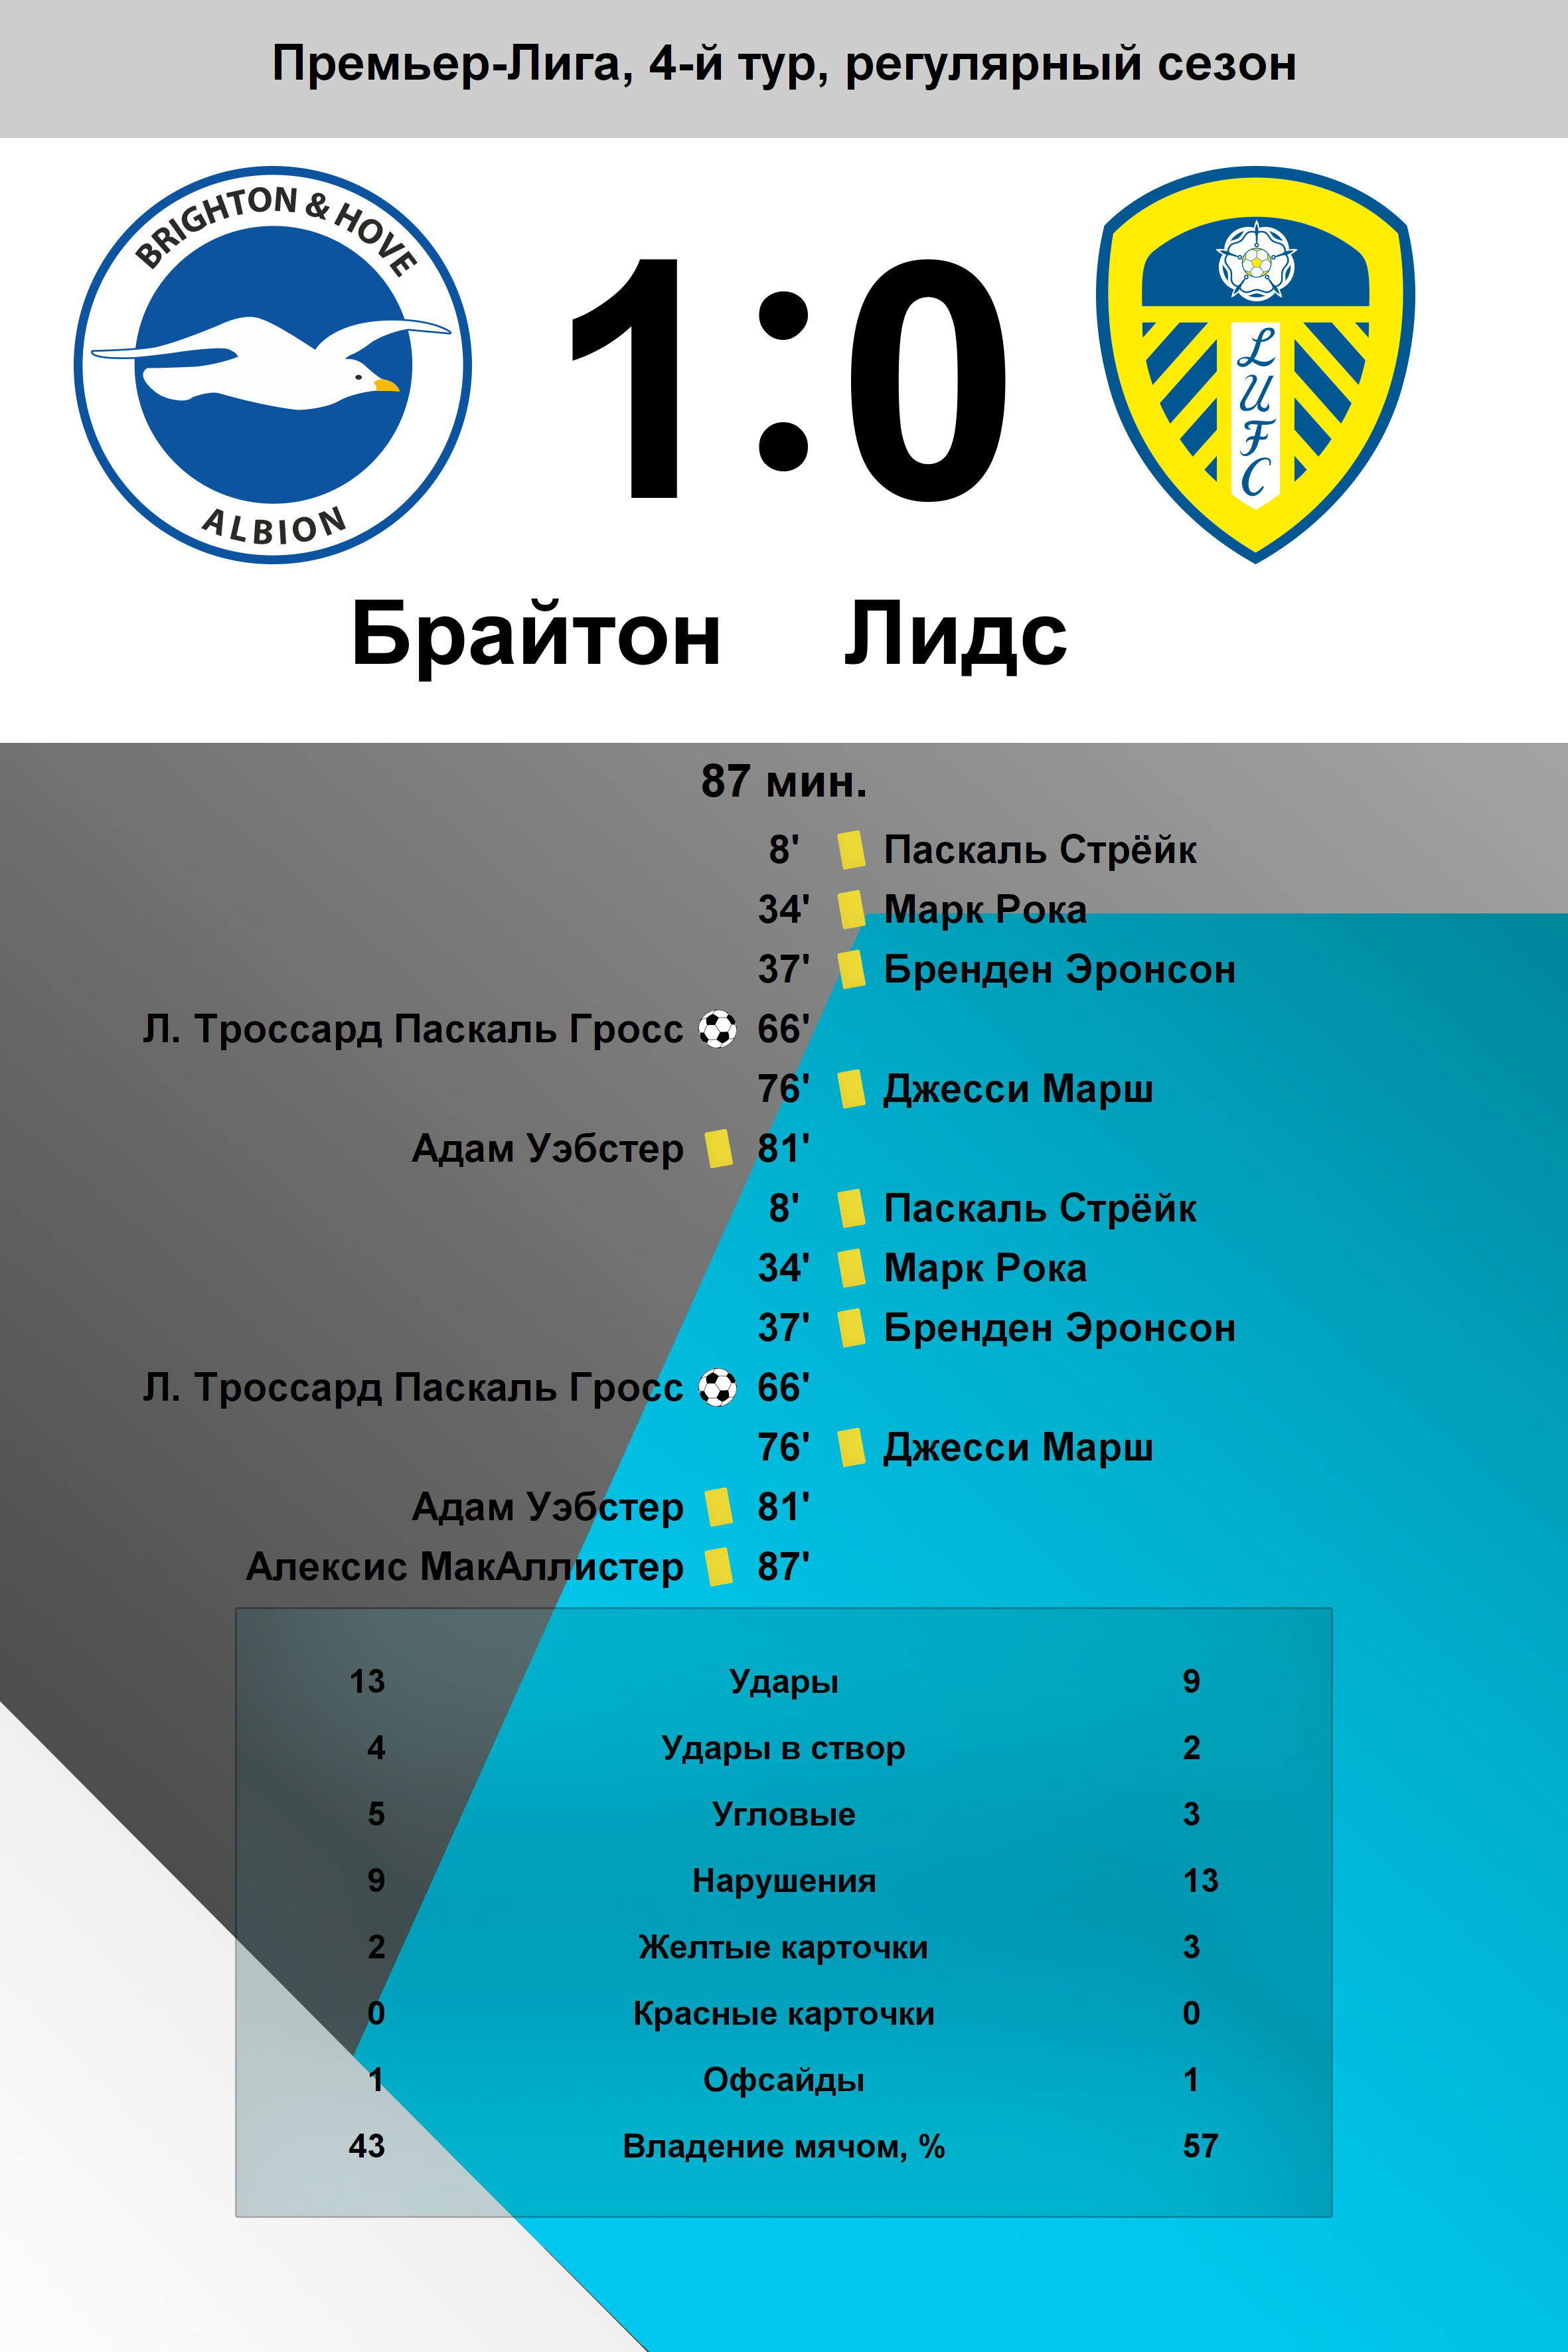 Премьер-Лига, 4-й тур, регулярный сезон
BRIGHTON & HOVE
ALBION
1:0
LUFC
Брайтон Лидс
87 мин.
8' Паскаль Стрёйк
34' Марк Рока
37' Бренден Эронсон
Л. Троссард Паскаль Гросс 66'
76' Джесси Марш
Адам Уэбстер 81'
8' Паскаль Стрёйк
34' Марк Рока
37' Бренден Эронсон
Л. Троссард Паскаль Гросс 66'
76' Джесси Марш
Адам Уэбстер 81'
Алексис МакАллистер 87'
13 Удары 9
4 Удары в створ 2
5 Угловые 3
9 Нарушения 13
2 Желтые карточки 3
0 Красные карточки 0
1 Офсайды 1
43 Владение мячом, % 57